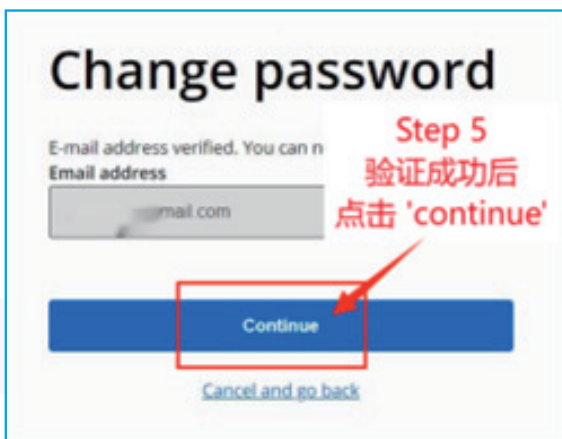 Change password
E-mail address verified. You can n
Step 5
验证成功后
点击 'continue'
Email address
mail.com
Continue
Cancel and go back